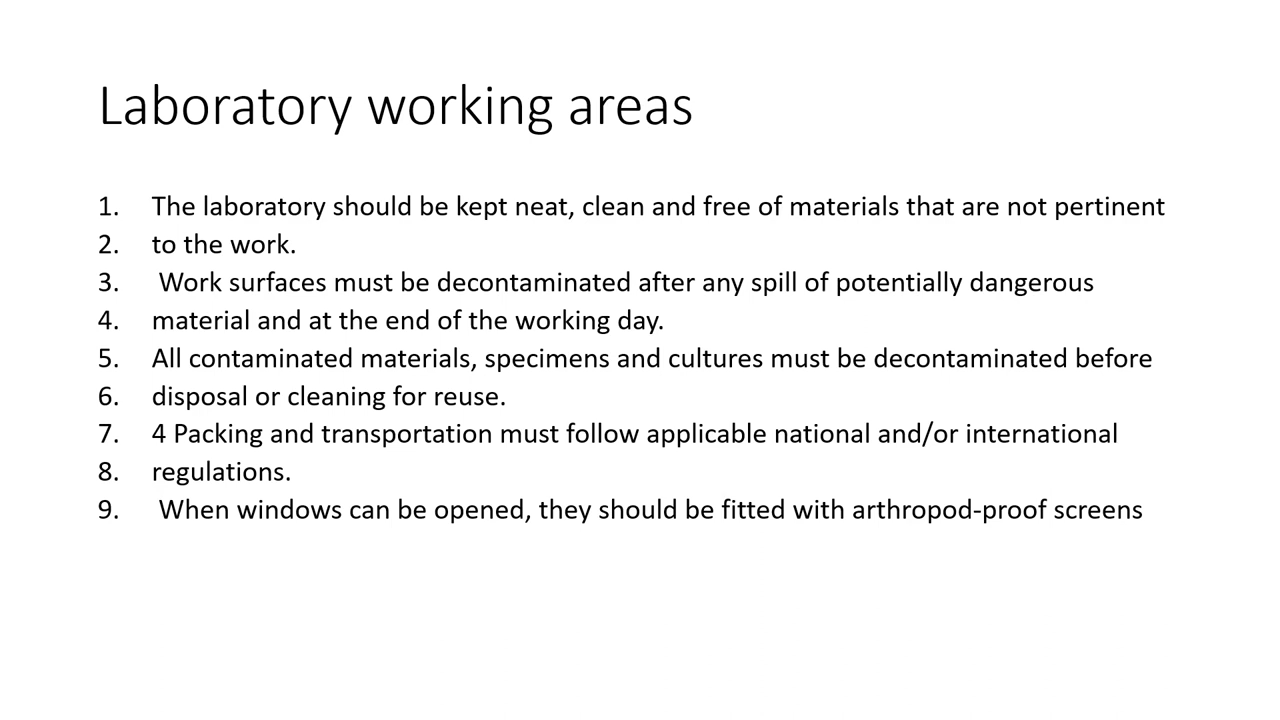 Laboratory working areas
1. The laboratory should be kept neat, clean and free of materials that are not pertinent
2. to the work.
3. Work surfaces must be decontaminated after any spill of potentially dangerous
4. material and at the end of the working day.
5. All contaminated materials, specimens and cultures must be decontaminated before
6. disposal or cleaning for reuse.
7. 4 Packing and transportation must follow applicable national and/or international
8. regulations.
9. When windows can be opened, they should be fitted with arthropod-proof screens